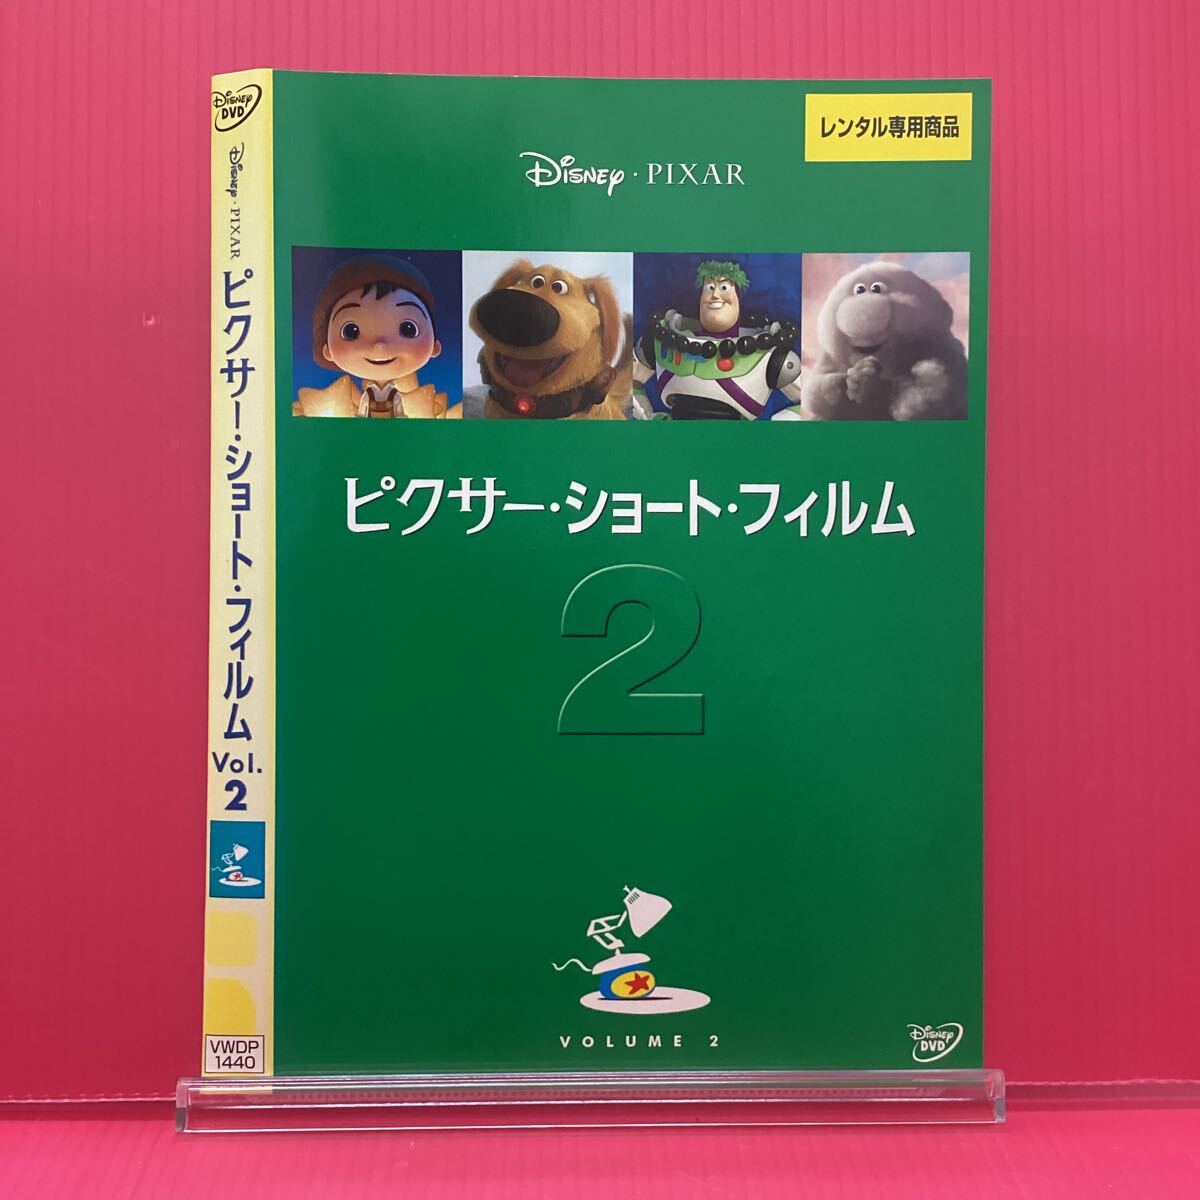 Disney DVD
Disney・PIXAR
ピクサー・ショート・フィルム
Vol.
2
VWDP
1440
レンタル専用商品
Disney・PIXAR
ピクサー・ショート・フィルム
2
VOLUME 2
Disney DVD